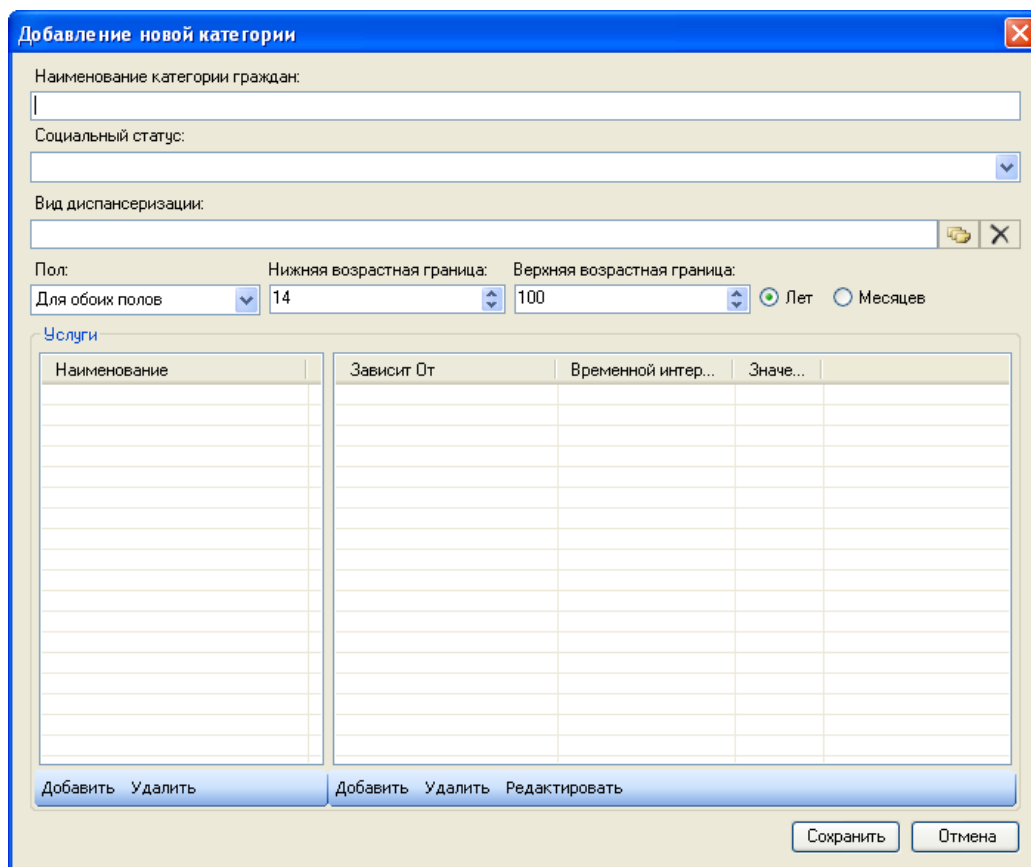 Добавление новой категории
Наименование категории граждан:
Социальный статус:
Вид диспансеризации:
Пол: Нижняя возрастная граница: Верхняя возрастная граница:
Для обоих полов 14 100 Лет Месяцев
Услуги
Наименование Зависит От Временной интер... Значе...
Добавить Удалить Добавить Удалить Редактировать
Сохранить Отмена